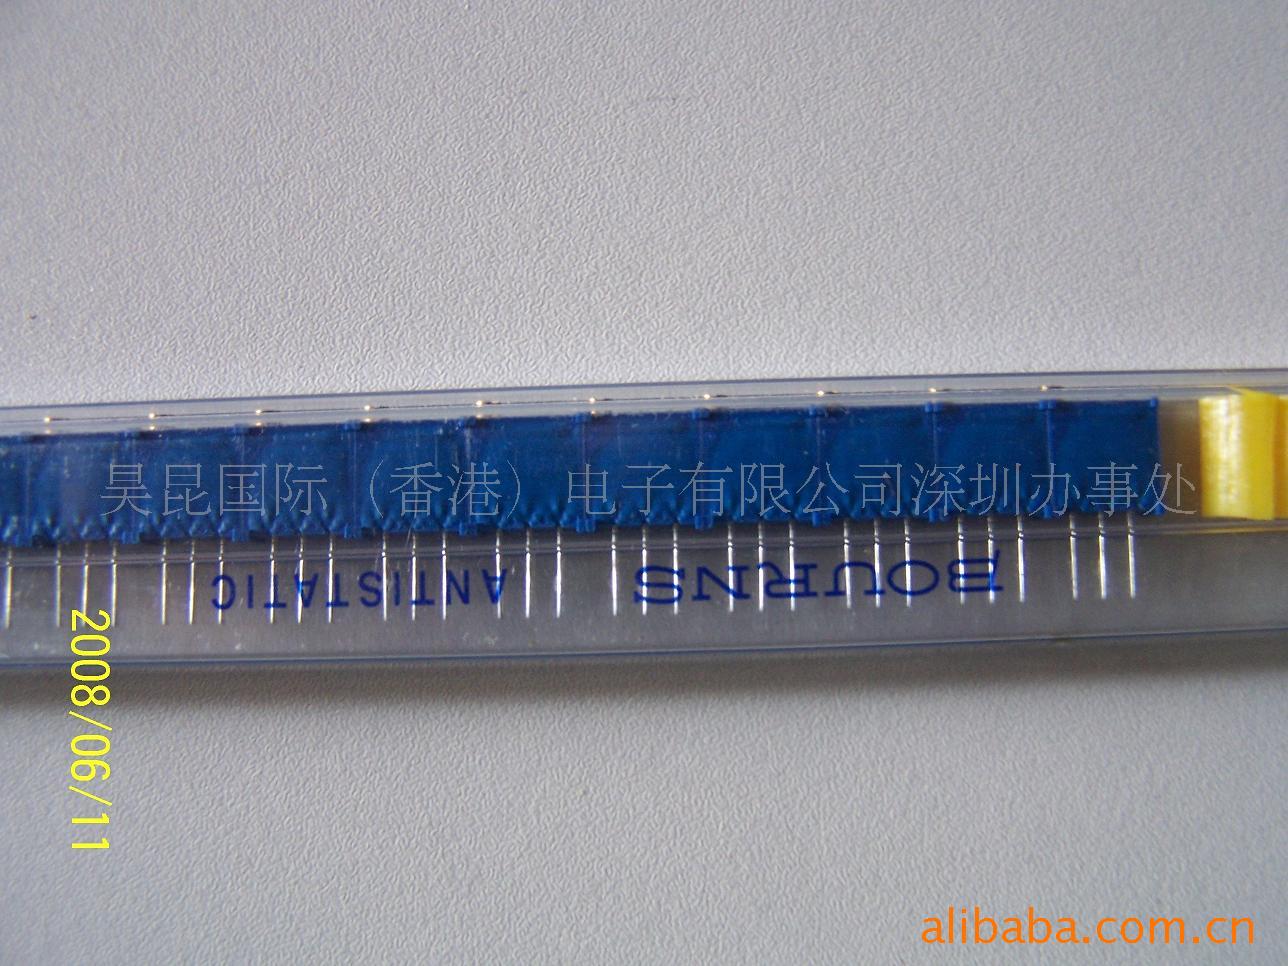 昊昆国际（香港）电子有限公司深圳办事处
BOURNS ANTISTATIC
2008/06/11
alibaba.com.cn